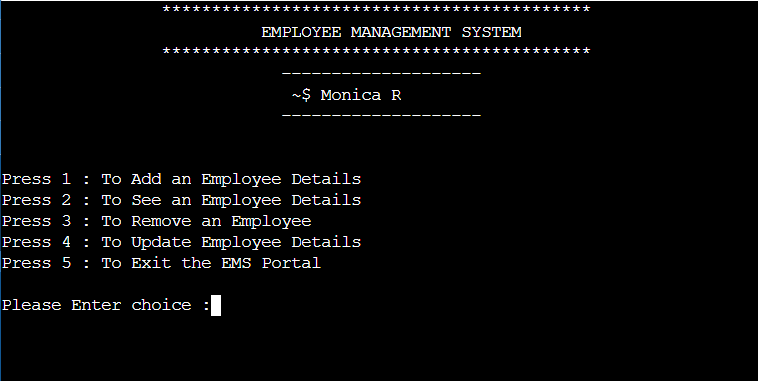 *******************************************
EMPLOYEE MANAGEMENT SYSTEM
*******************************************
--------------------
~$ Monica R
--------------------
Press 1 : To Add an Employee Details
Press 2 : To See an Employee Details
Press 3 : To Remove an Employee
Press 4 : To Update Employee Details
Press 5 : To Exit the EMS Portal
Please Enter choice :